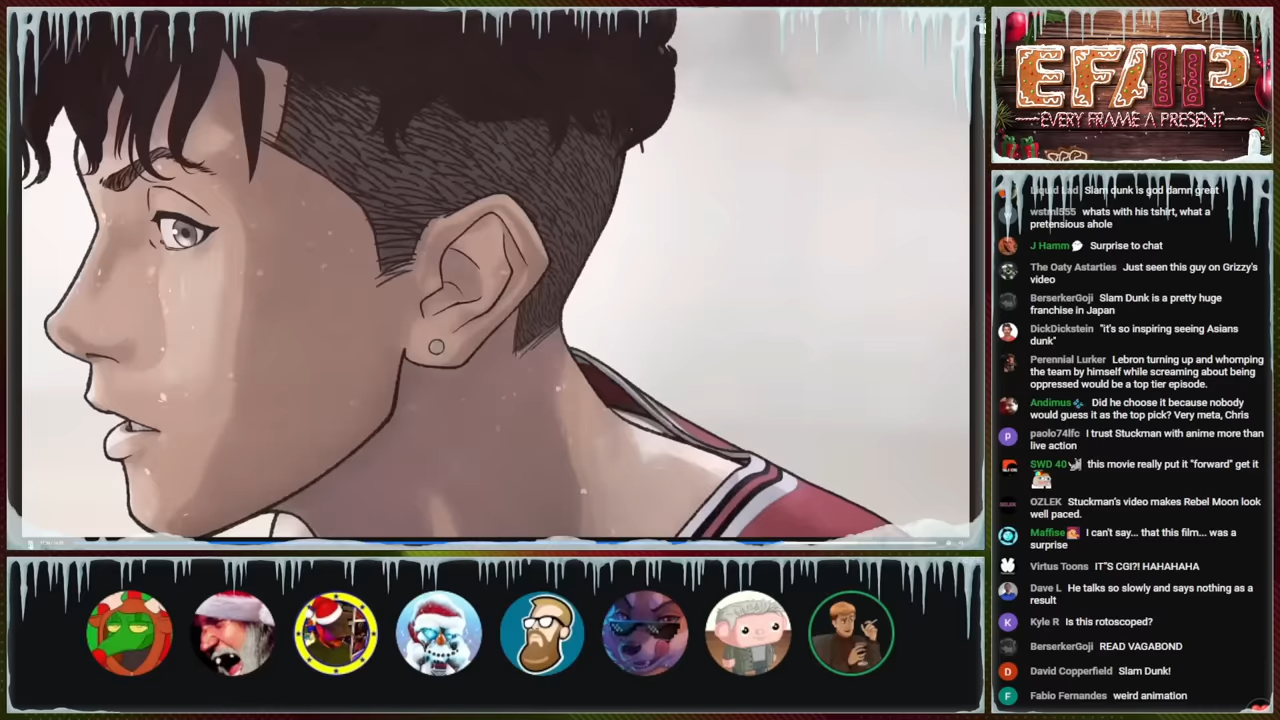 EFAP
EVERY FRAME A PRESENT
Liquid Lad Slam dunk is god damn great
wstml555 whats with his tshirt, what a
pretensious ahole
J Hamm Surprise to chat
The Oaty Astarties Just seen this guy on Grizzy's
video
BerserkerGoji Slam Dunk is a pretty huge
franchise in Japan
DickDickstein "it's so inspiring seeing Asians
dunk"
Perennial Lurker Lebron turning up and whomping
the team by himself while screaming about being
oppressed would be a top tier episode.
Andimus Did he choose it because nobody
would guess it as the top pick? Very meta, Chris
P
paolo74lfc I trust Stuckman with anime more than
live action
SWD 40 this movie really put it "forward" get it
OZLEK Stuckman's video makes Rebel Moon look
well paced.
Maffise I can't say... that this film... was a
surprise
Virtus Toons IT"S CGI?! HAHAHAHA
Dave L He talks so slowly and says nothing as a
result
K
Kyle R Is this rotoscoped?
BerserkerGoji READ VAGABOND
D
David Copperfield Slam Dunk!
F
Fabio Fernandes weird animation